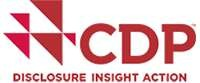 CDP
DISCLOSURE INSIGHT ACTION